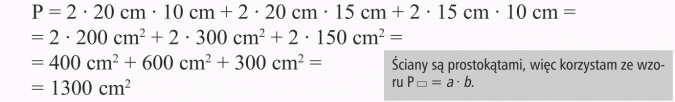 P = 2 · 20 cm · 10 cm + 2 · 20 cm · 15 cm + 2 · 15 cm · 10 cm =
= 2 · 200 cm² + 2 · 300 cm² + 2 · 150 cm² =
= 400 cm² + 600 cm² + 300 cm² =
= 1300 cm²
Ściany są prostokątami, więc korzystam ze wzo-
ru P▭ = a · b.